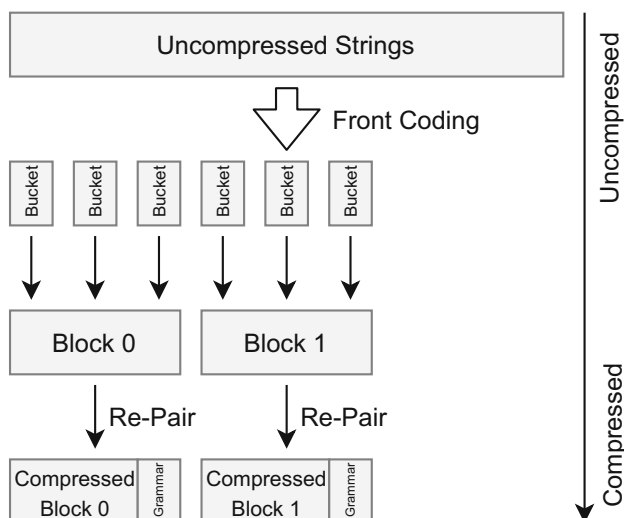 Uncompressed Strings
Front Coding
Uncompressed
Bucket
Bucket
Bucket
Bucket
Bucket
Bucket
Block 0
Block 1
Re-Pair
Re-Pair
Compressed
Compressed
Block 0
Grammar
Compressed
Block 1
Grammar